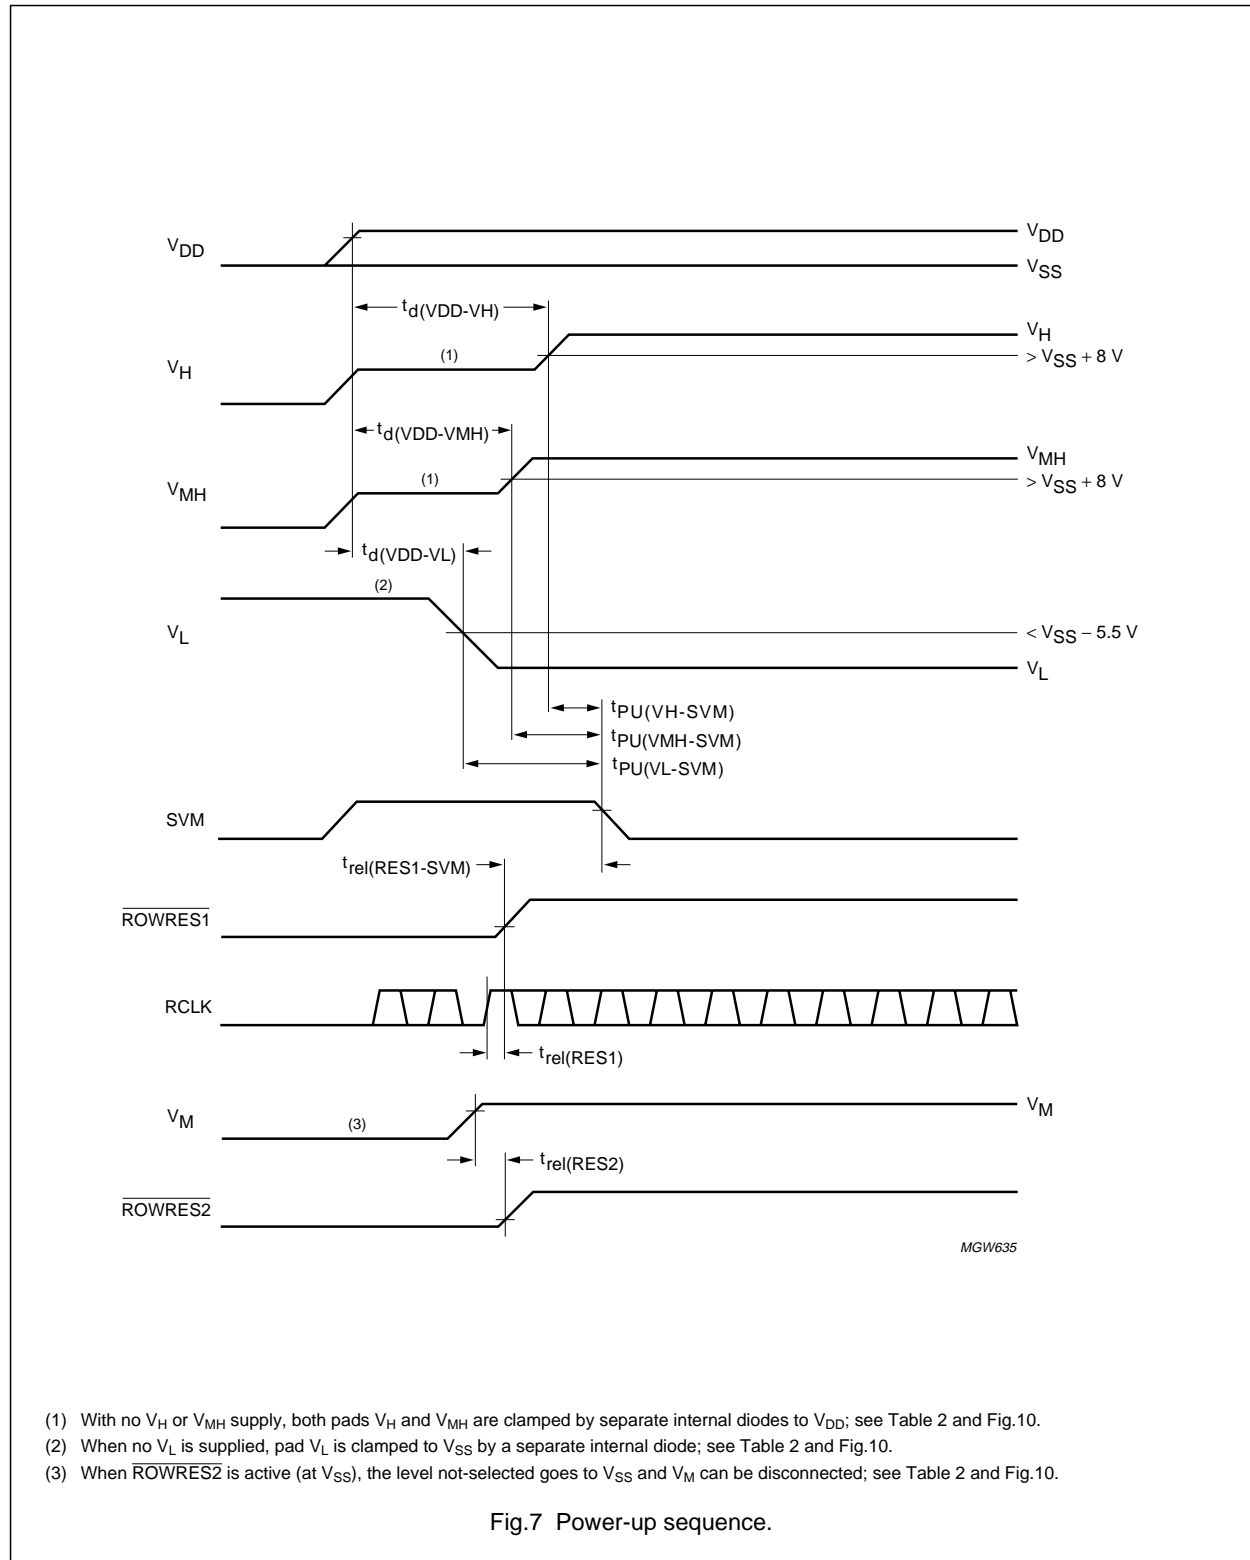 VDD
VDD
VSS
td(VDD-VH)
VH
(1)
VH
> VSS + 8 V
td(VDD-VMH)
VMH
(1)
VMH
> VSS + 8 V
td(VDD-VL)
(2)
VL
< VSS − 5.5 V
VL
tPU(VH-SVM)
tPU(VMH-SVM)
tPU(VL-SVM)
SVM
trel(RES1-SVM)
ROWRES1
RCLK
trel(RES1)
VM
(3)
VM
trel(RES2)
ROWRES2
MGW635
(1) With no VH or VMH supply, both pads VH and VMH are clamped by separate internal diodes to VDD; see Table 2 and Fig.10.
(2) When no VL is supplied, pad VL is clamped to VSS by a separate internal diode; see Table 2 and Fig.10.
(3) When ROWRES2 is active (at VSS), the level not-selected goes to VSS and VM can be disconnected; see Table 2 and Fig.10.
Fig.7 Power-up sequence.